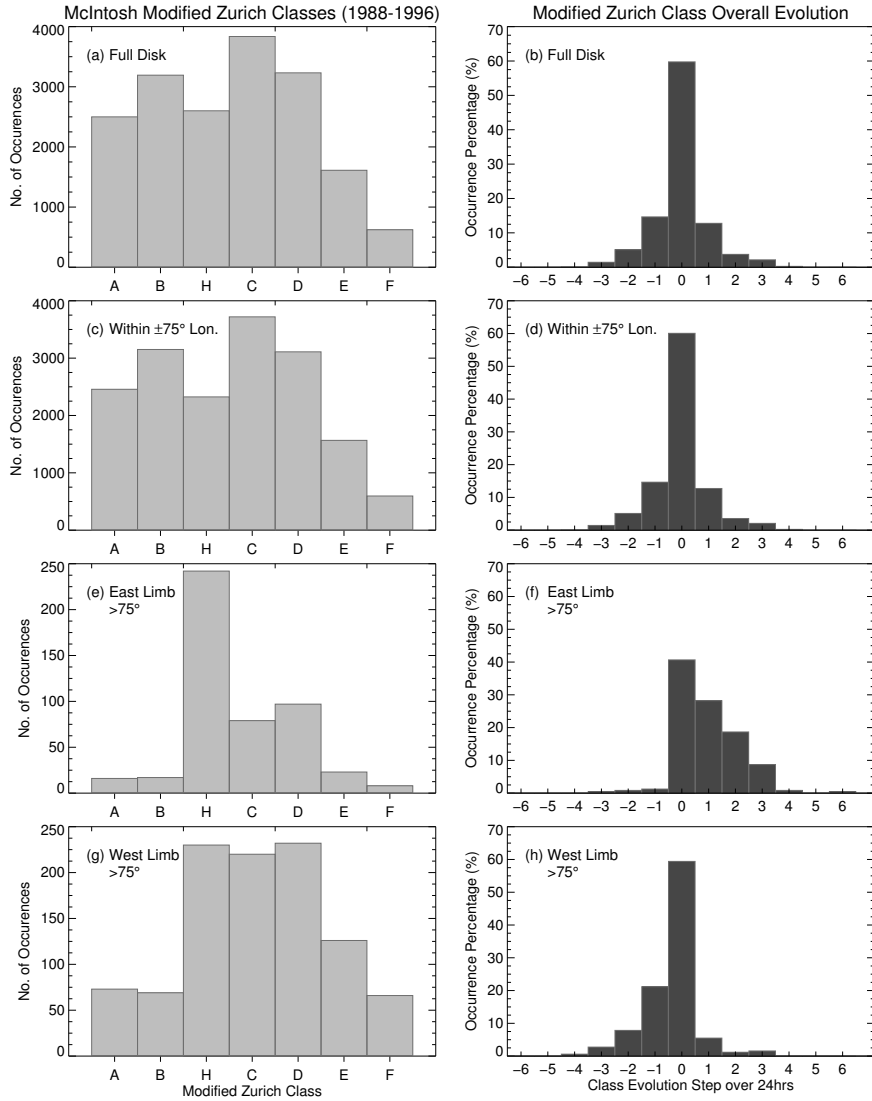 McIntosh Modified Zurich Classes (1988-1996)
Modified Zurich Class Overall Evolution
4000
3000
2000
1000
0
No. of Occurences
(a) Full Disk
A B H C D E F
70
60
50
40
30
20
10
0
Occurrence Percentage (%)
(b) Full Disk
−6 −5 −4 −3 −2 −1 0 1 2 3 4 5 6
4000
3000
2000
1000
0
No. of Occurences
(c) Within ±75° Lon.
A B H C D E F
70
60
50
40
30
20
10
0
Occurrence Percentage (%)
(d) Within ±75° Lon.
−6 −5 −4 −3 −2 −1 0 1 2 3 4 5 6
250
200
150
100
50
0
No. of Occurences
(e) East Limb
>75°
A B H C D E F
70
60
50
40
30
20
10
0
Occurrence Percentage (%)
(f) East Limb
>75°
−6 −5 −4 −3 −2 −1 0 1 2 3 4 5 6
250
200
150
100
50
0
No. of Occurences
(g) West Limb
>75°
A B H C D E F
Modified Zurich Class
70
60
50
40
30
20
10
0
Occurrence Percentage (%)
(h) West Limb
>75°
−6 −5 −4 −3 −2 −1 0 1 2 3 4 5 6
Class Evolution Step over 24hrs